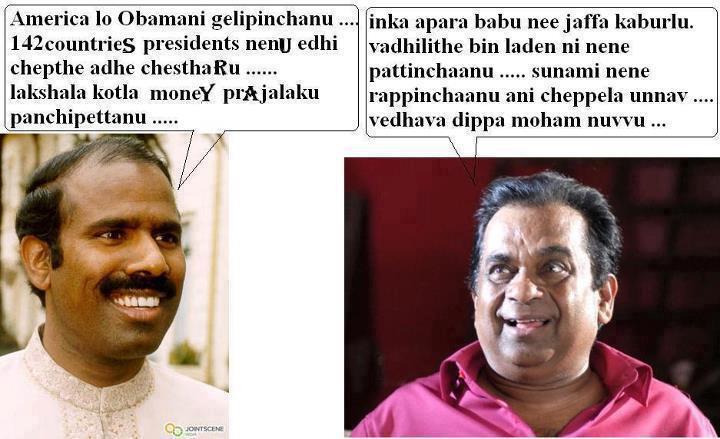 America lo Obamani gelipinchanu ....
142countrieS presidents nenU edhi
chepthe adhe chesthaRu ......
lakshala kotla moneY prAjalaku
panchipettanu .....
inka apara babu nee jaffa kaburlu.
vadhilithe bin laden ni nene
pattinchaanu ..... sunami nene
rappinchaanu ani cheppela unnav ....
vedhava dippa moham nuvvu ...
JOINTSCENE
INDIA